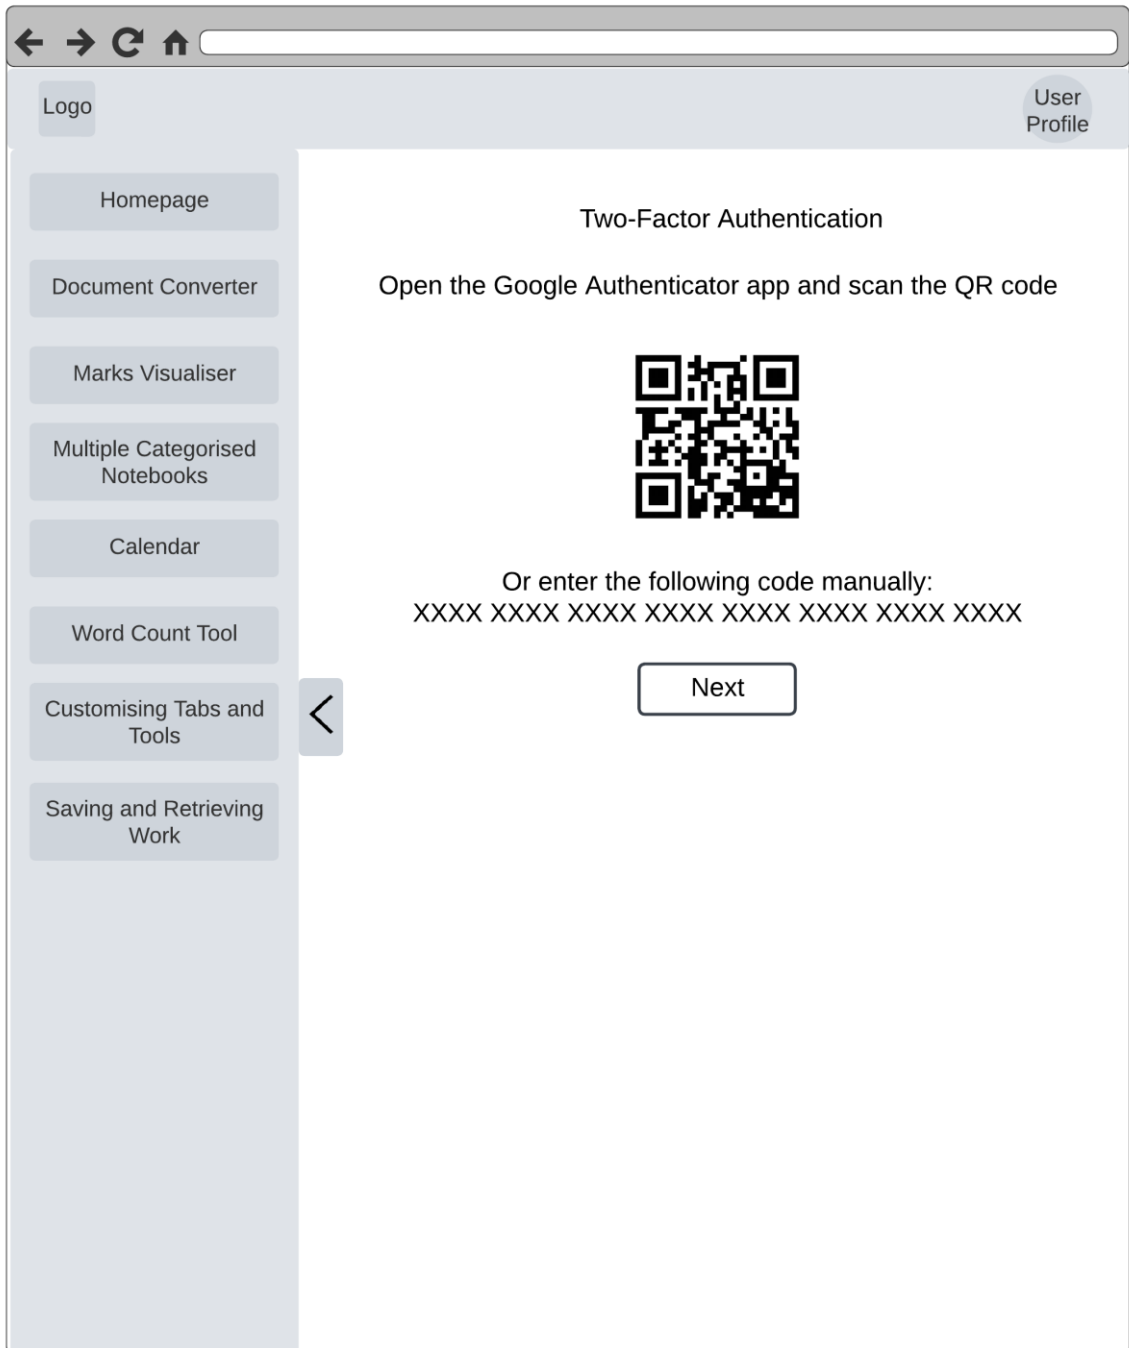 Logo
User
Profile
Homepage
Document Converter
Marks Visualiser
Multiple Categorised
Notebooks
Calendar
Word Count Tool
Customising Tabs and
Tools
Saving and Retrieving
Work
Two-Factor Authentication
Open the Google Authenticator app and scan the QR code
Or enter the following code manually:
XXXX XXXX XXXX XXXX XXXX XXXX XXXX XXXX
Next